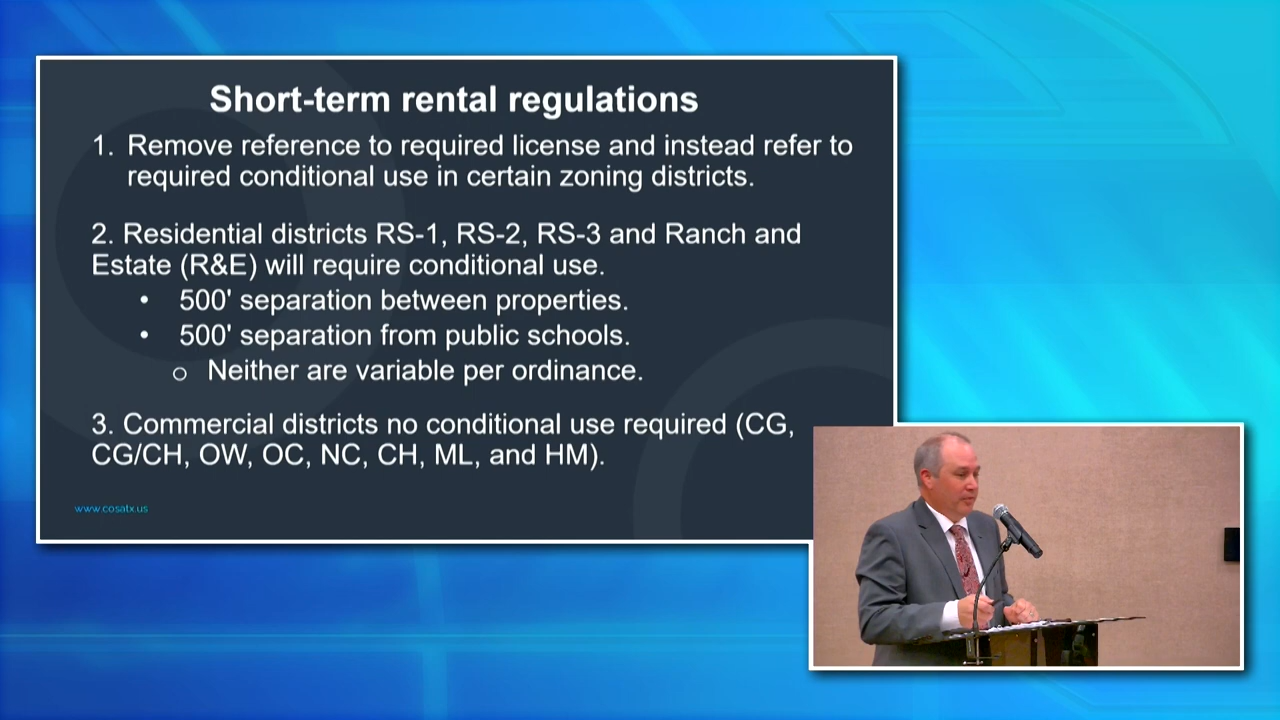 Short-term rental regulations
1. Remove reference to required license and instead refer to
required conditional use in certain zoning districts.
2. Residential districts RS-1, RS-2, RS-3 and Ranch and
Estate (R&E) will require conditional use.
• 500' separation between properties.
• 500' separation from public schools.
o Neither are variable per ordinance.
3. Commercial districts no conditional use required (CG,
CG/CH, OW, OC, NC, CH, ML, and HM).
www.cosatx.us